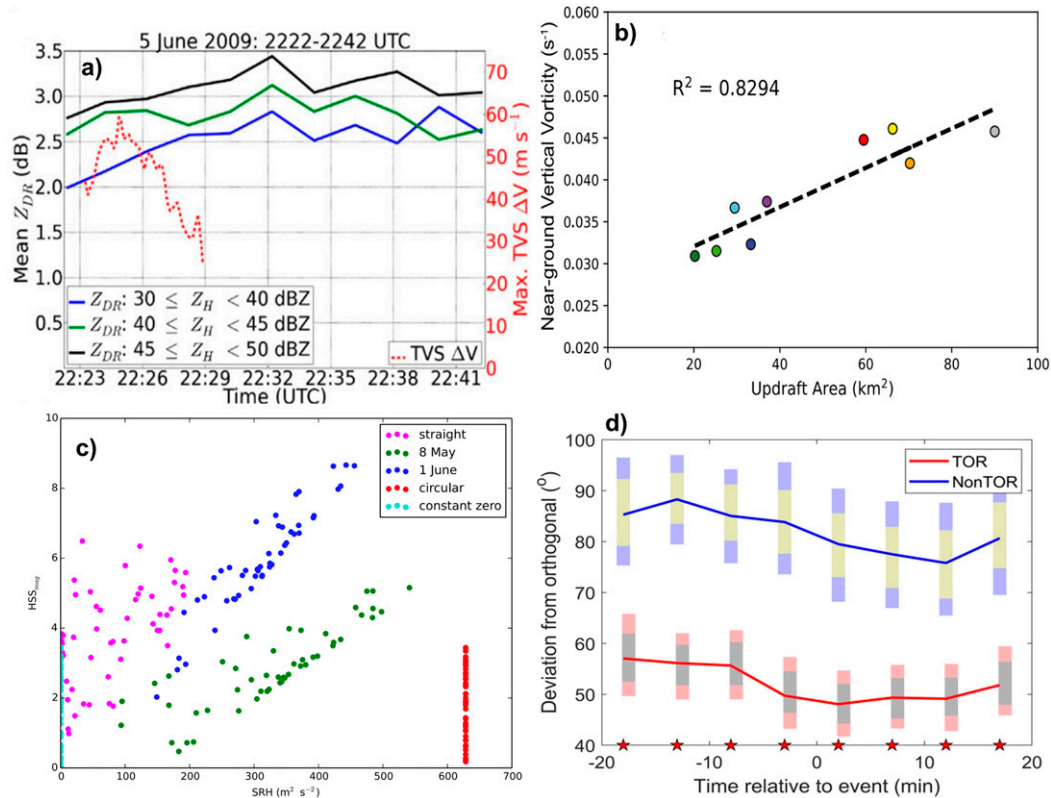 5 June 2009: 2222-2242 UTC
a)
3.5
3.0
2.5
2.0
1.5
1.0
0.5
Mean Z_DR (dB)
70
60
50
40
30
20
10
0
Max. TVS ΔV (m s⁻¹)
Z_DR: 30 ≤ Z_H < 40 dBZ
Z_DR: 40 ≤ Z_H < 45 dBZ
Z_DR: 45 ≤ Z_H < 50 dBZ
TVS ΔV
22:23 22:26 22:29 22:32 22:35 22:38 22:41
Time (UTC)
b)
R² = 0.8294
0.060
0.055
0.050
0.045
0.040
0.035
0.030
0.025
0.020
Near-ground Vertical Vorticity (s⁻¹)
0 20 40 60 80 100
Updraft Area (km²)
c)
10
8
6
4
2
0
HSS_mag
straight
8 May
1 June
circular
constant zero
0 100 200 300 400 500 600 700
SRH (m² s⁻²)
d)
100
90
80
70
60
50
40
Deviation from orthogonal (°)
TOR
NonTOR
-20 -10 0 10 20
Time relative to event (min)